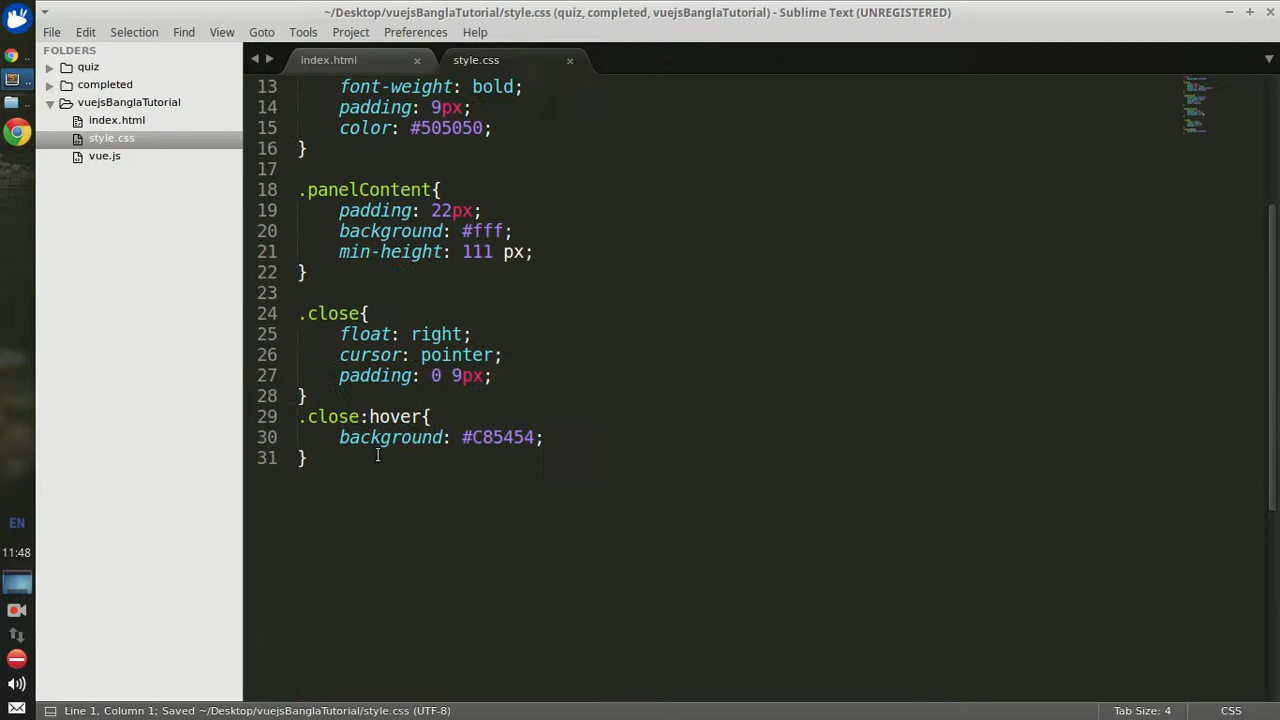 ~/Desktop/vuejsBanglaTutorial/style.css (quiz, completed, vuejsBanglaTutorial) - Sublime Text (UNREGISTERED)
File Edit Selection Find View Goto Tools Project Preferences Help
FOLDERS
quiz
completed
vuejsBanglaTutorial
index.html
style.css
vue.js
index.html style.css
13 font-weight: bold;
14 padding: 9px;
15 color: #505050;
16 }
17
18 .panelContent{
19 padding: 22px;
20 background: #fff;
21 min-height: 111 px;
22 }
23
24 .close{
25 float: right;
26 cursor: pointer;
27 padding: 0 9px;
28 }
29 .close:hover{
30 background: #C85454;
31 }
EN
11:48
Line 1, Column 1; Saved ~/Desktop/vuejsBanglaTutorial/style.css (UTF-8) Tab Size: 4 CSS